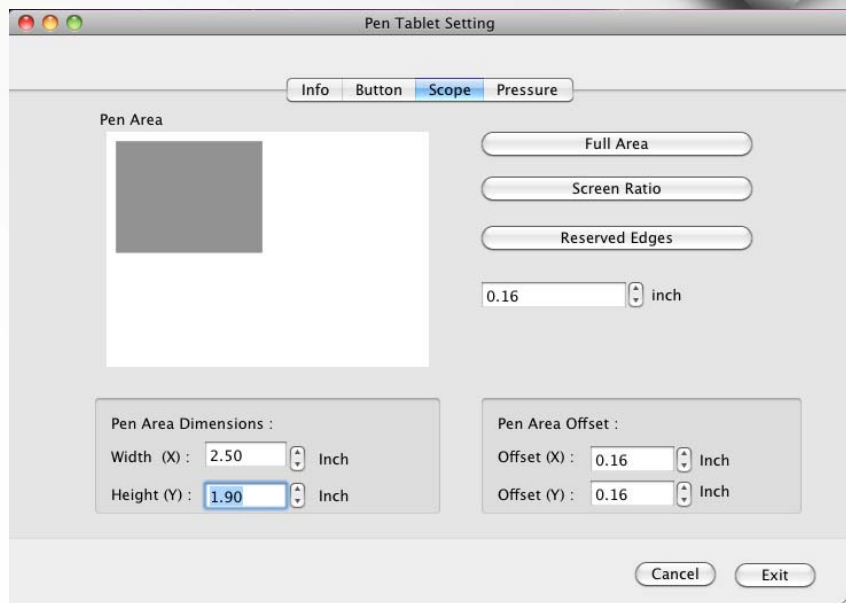 Pen Tablet Setting
Info Button Scope Pressure
Pen Area
Full Area
Screen Ratio
Reserved Edges
0.16 inch
Pen Area Dimensions :
Width (X) : 2.50 Inch
Height (Y) : 1.90 Inch
Pen Area Offset :
Offset (X) : 0.16 Inch
Offset (Y) : 0.16 Inch
Cancel Exit